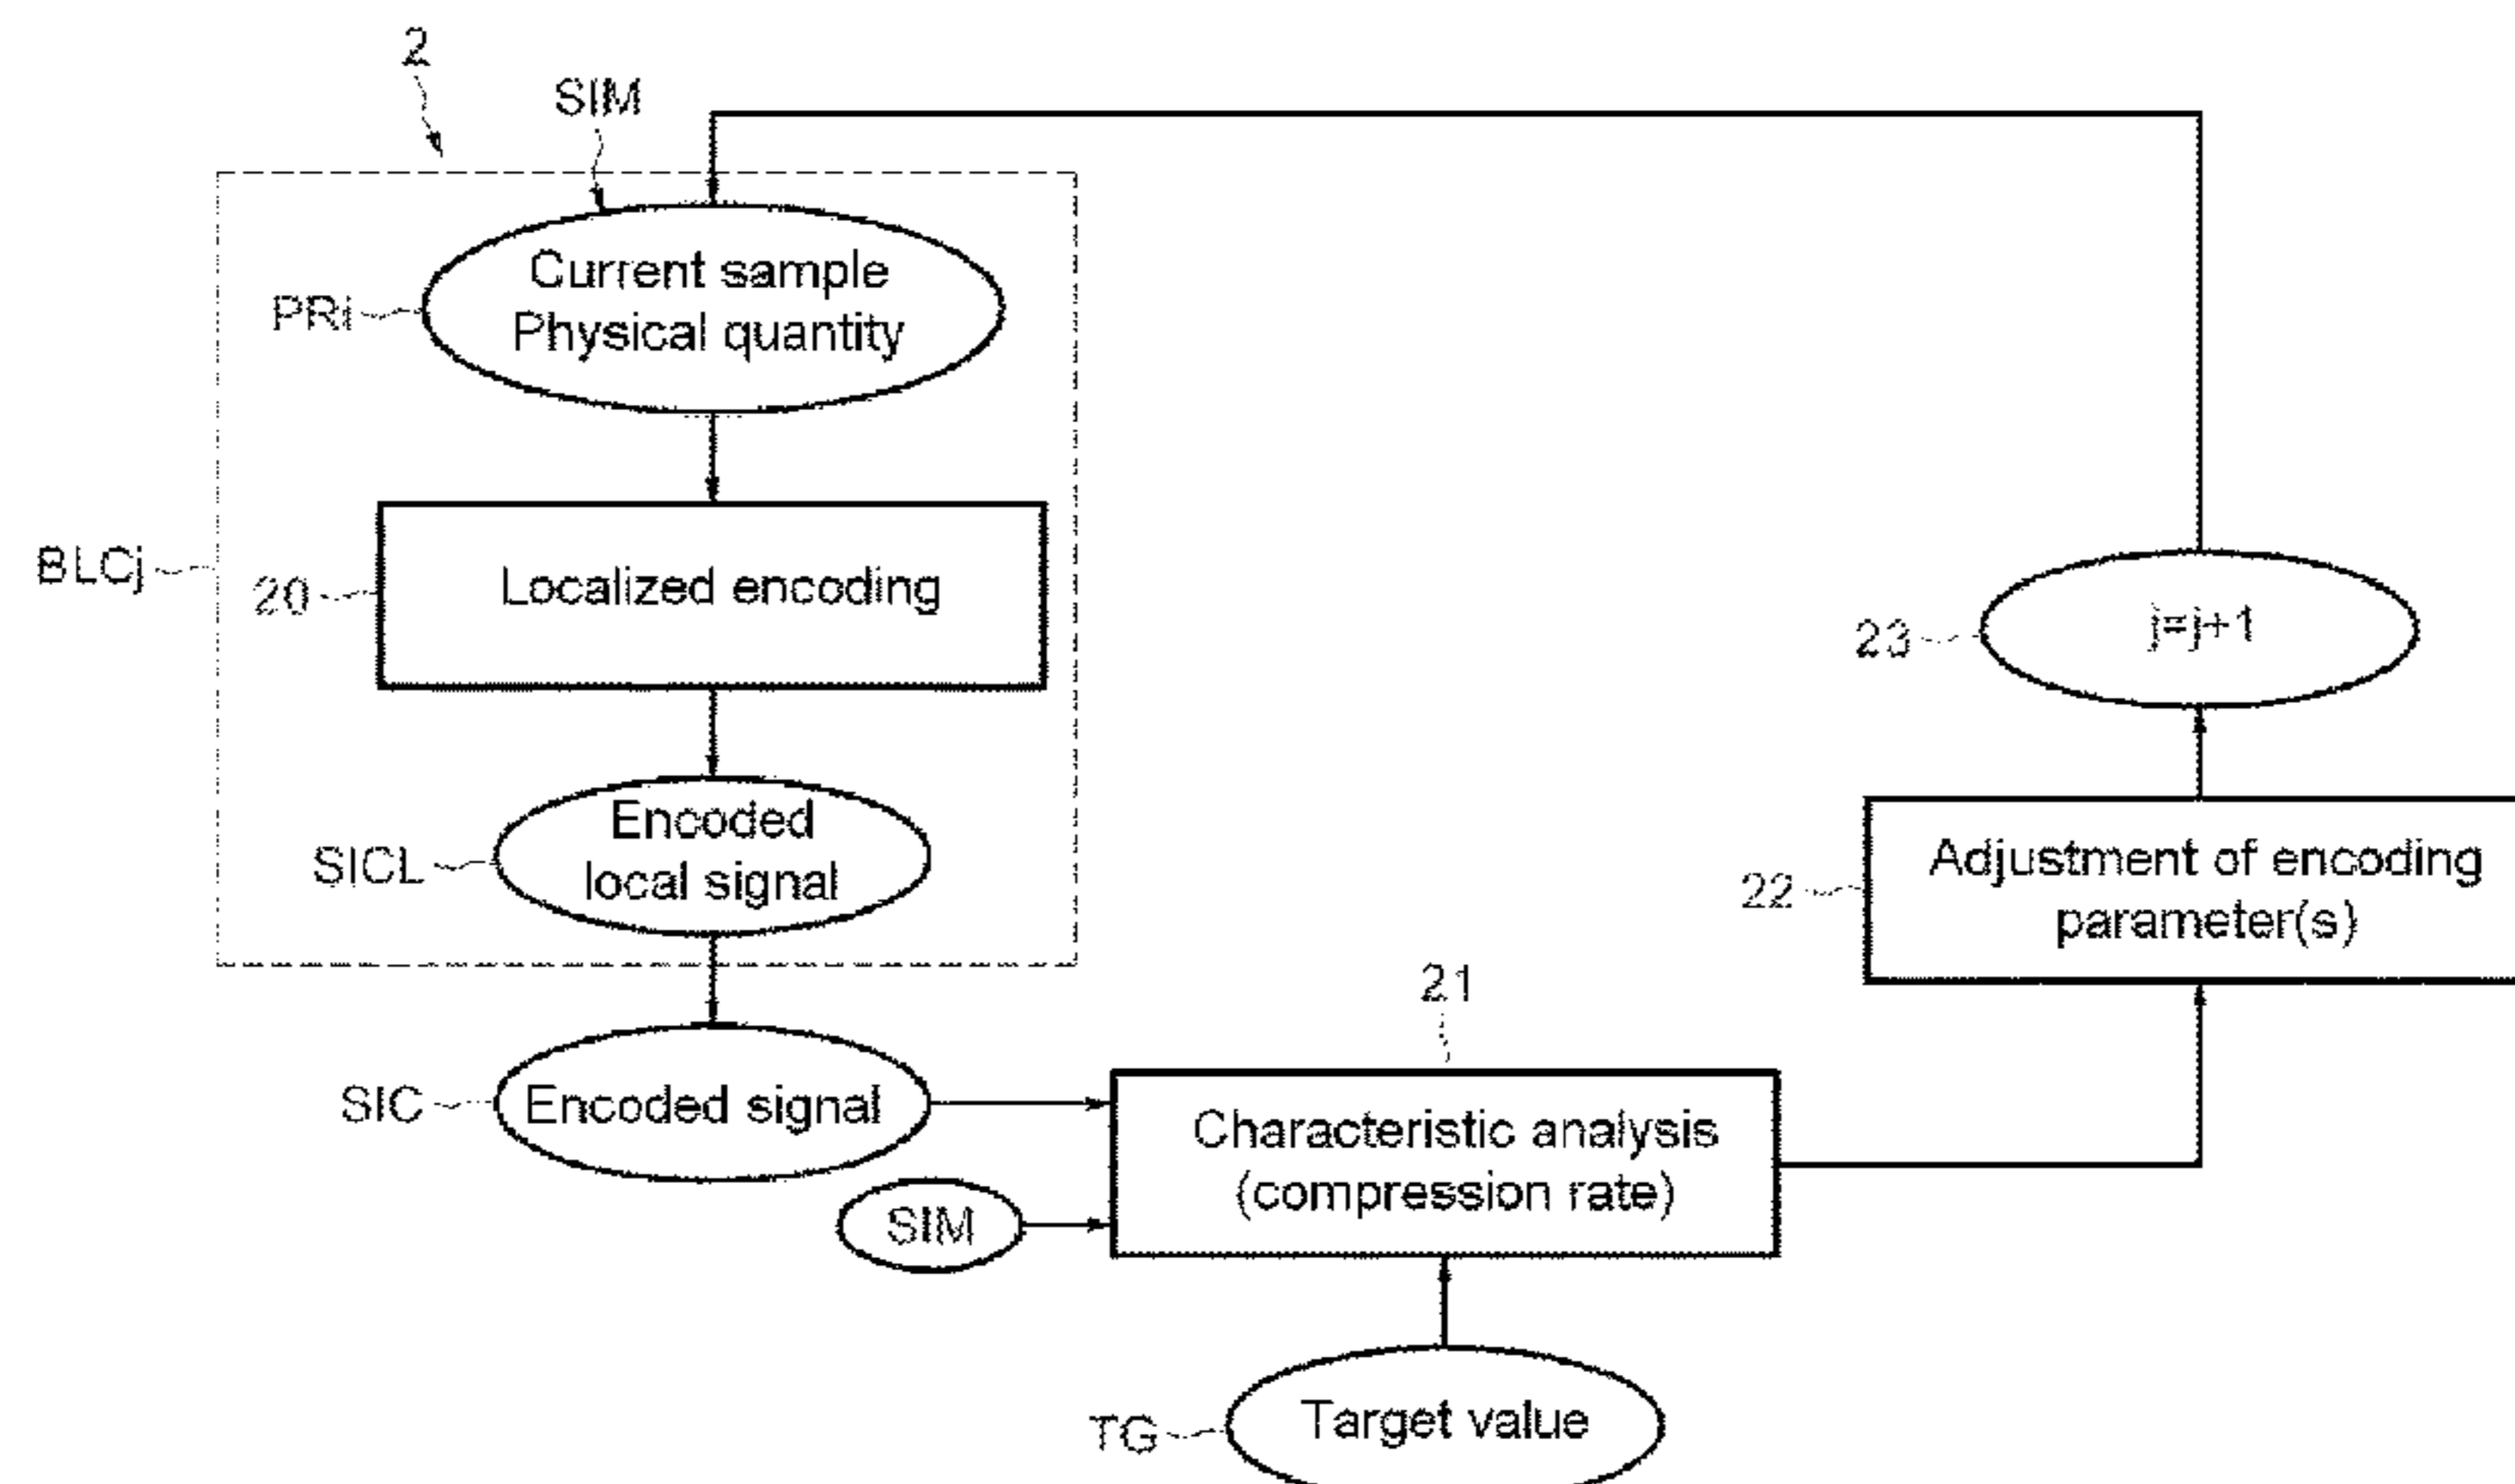 2
SIM
Current sample
Physical quantity
PRi
Localized encoding
BLCj
20
Encoded
local signal
SICL
j=j+1
23
Adjustment of encoding
parameter(s)
22
21
SIC
Encoded signal
Characteristic analysis
(compression rate)
SIM
TG
Target value